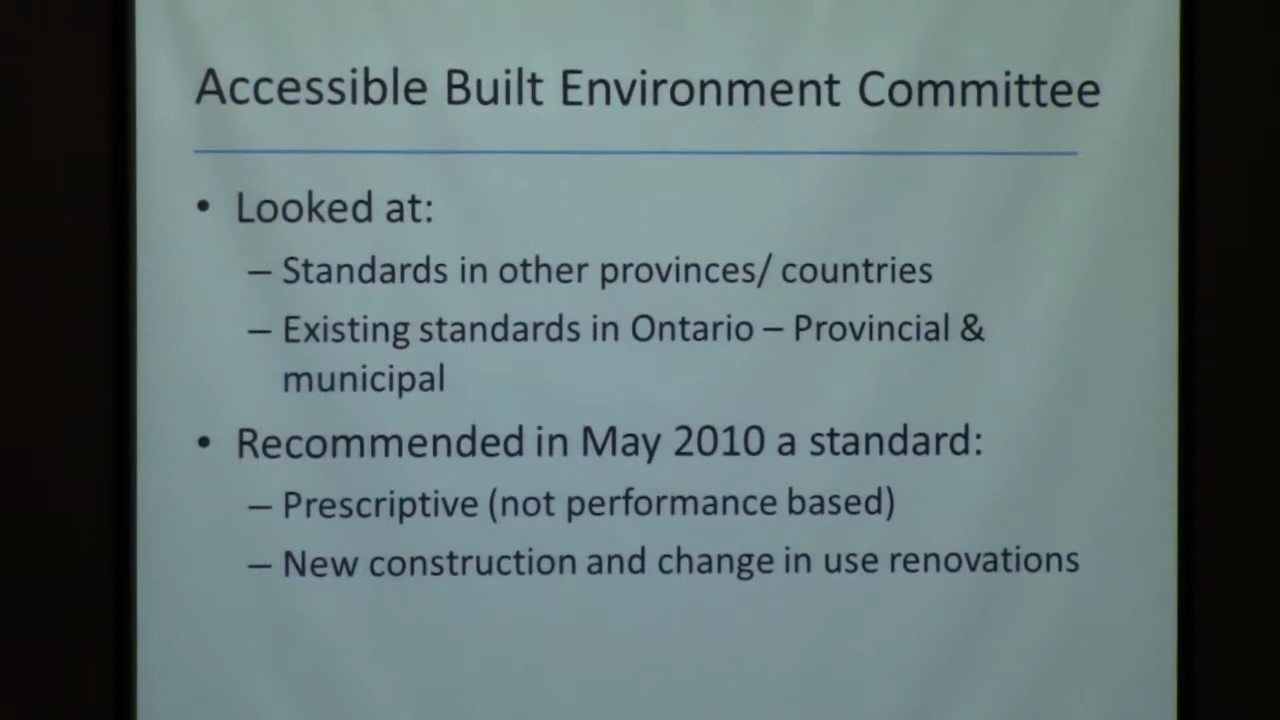 Accessible Built Environment Committee
• Looked at:
– Standards in other provinces/ countries
– Existing standards in Ontario – Provincial &
municipal
• Recommended in May 2010 a standard:
– Prescriptive (not performance based)
– New construction and change in use renovations